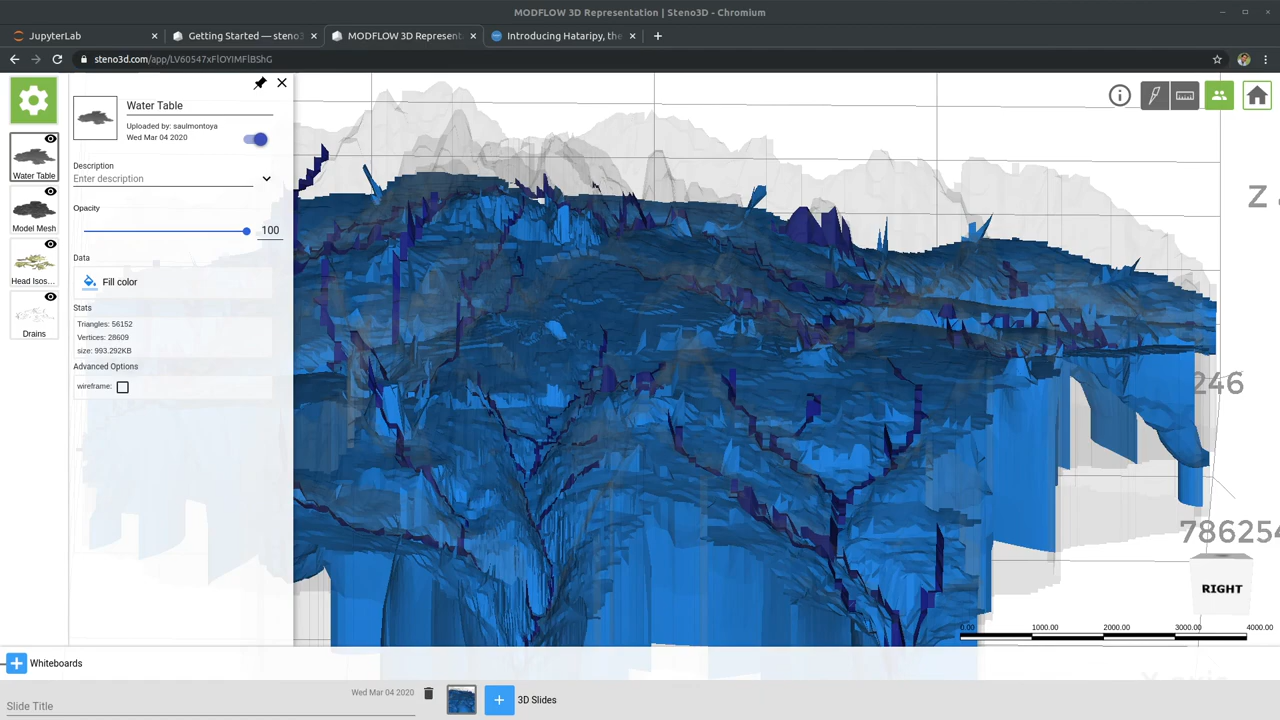 MODFLOW 3D Representation | Steno3D - Chromium
JupyterLab
Getting Started — steno3
MODFLOW 3D Represent
Introducing Hataripy, the
steno3d.com/app/LV60547xFlOYIMFlBShG
Water Table
Uploaded by: saulmontoya
Wed Mar 04 2020
Description
Enter description
Opacity
100
Data
Fill color
Stats
Triangles: 56152
Vertices: 28609
size: 993.292KB
Advanced Options
wireframe:
Water Table
Model Mesh
Head Isos...
Drains
Z
246
786254
RIGHT
0.00 1000.00 2000.00 3000.00 4000.00
Whiteboards
Wed Mar 04 2020
3D Slides
Slide Title